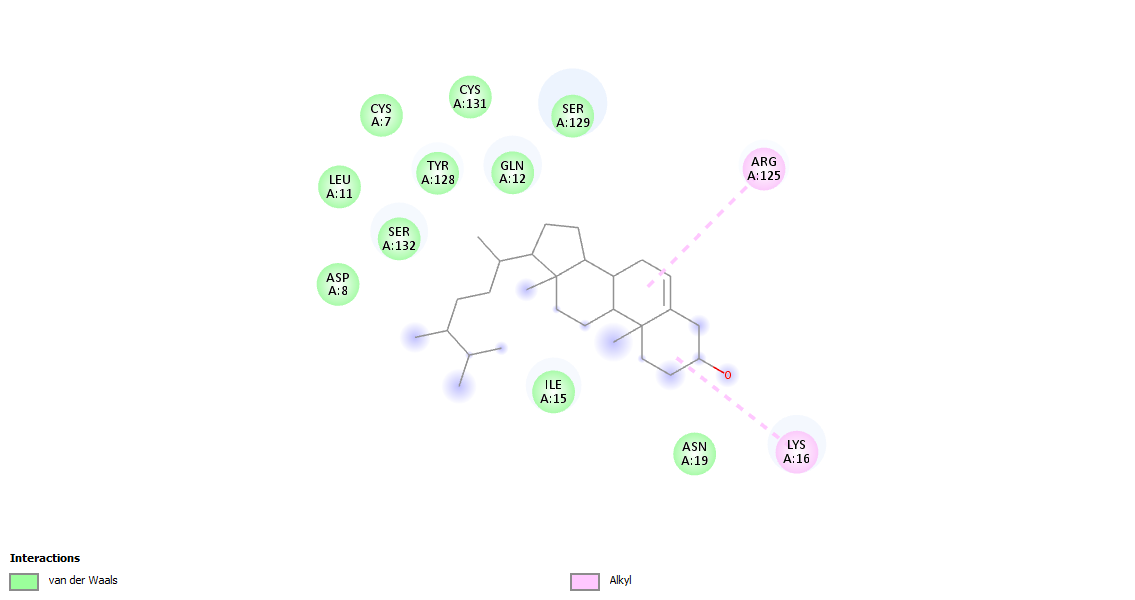 CYS
A:131
CYS
A:7
SER
A:129
TYR
A:128
GLN
A:12
ARG
A:125
LEU
A:11
SER
A:132
ASP
A:8
O
ILE
A:15
ASN
A:19
LYS
A:16
Interactions
van der Waals
Alkyl